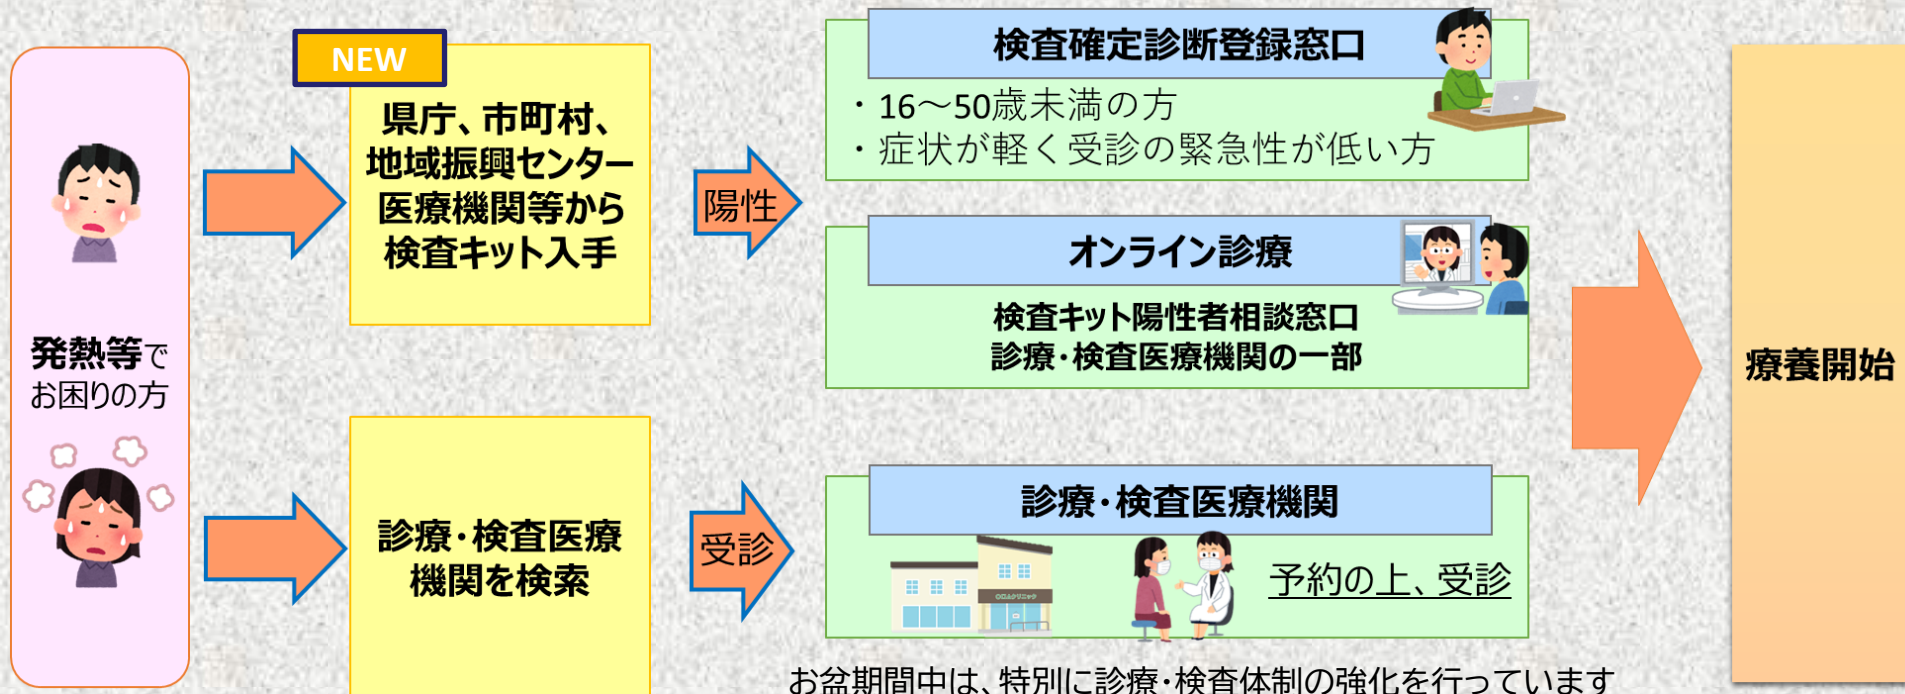 発熱等で
お困りの方
NEW
県庁、市町村、
地域振興センター
医療機関等から
検査キット入手
陽性
検査確定診断登録窓口
・16～50歳未満の方
・症状が軽く受診の緊急性が低い方
オンライン診療
検査キット陽性者相談窓口
診療・検査医療機関の一部
診療・検査医療
機関を検索
受診
診療・検査医療機関
予約の上、受診
お盆期間中は、特別に診療・検査体制の強化を行っています
療養開始